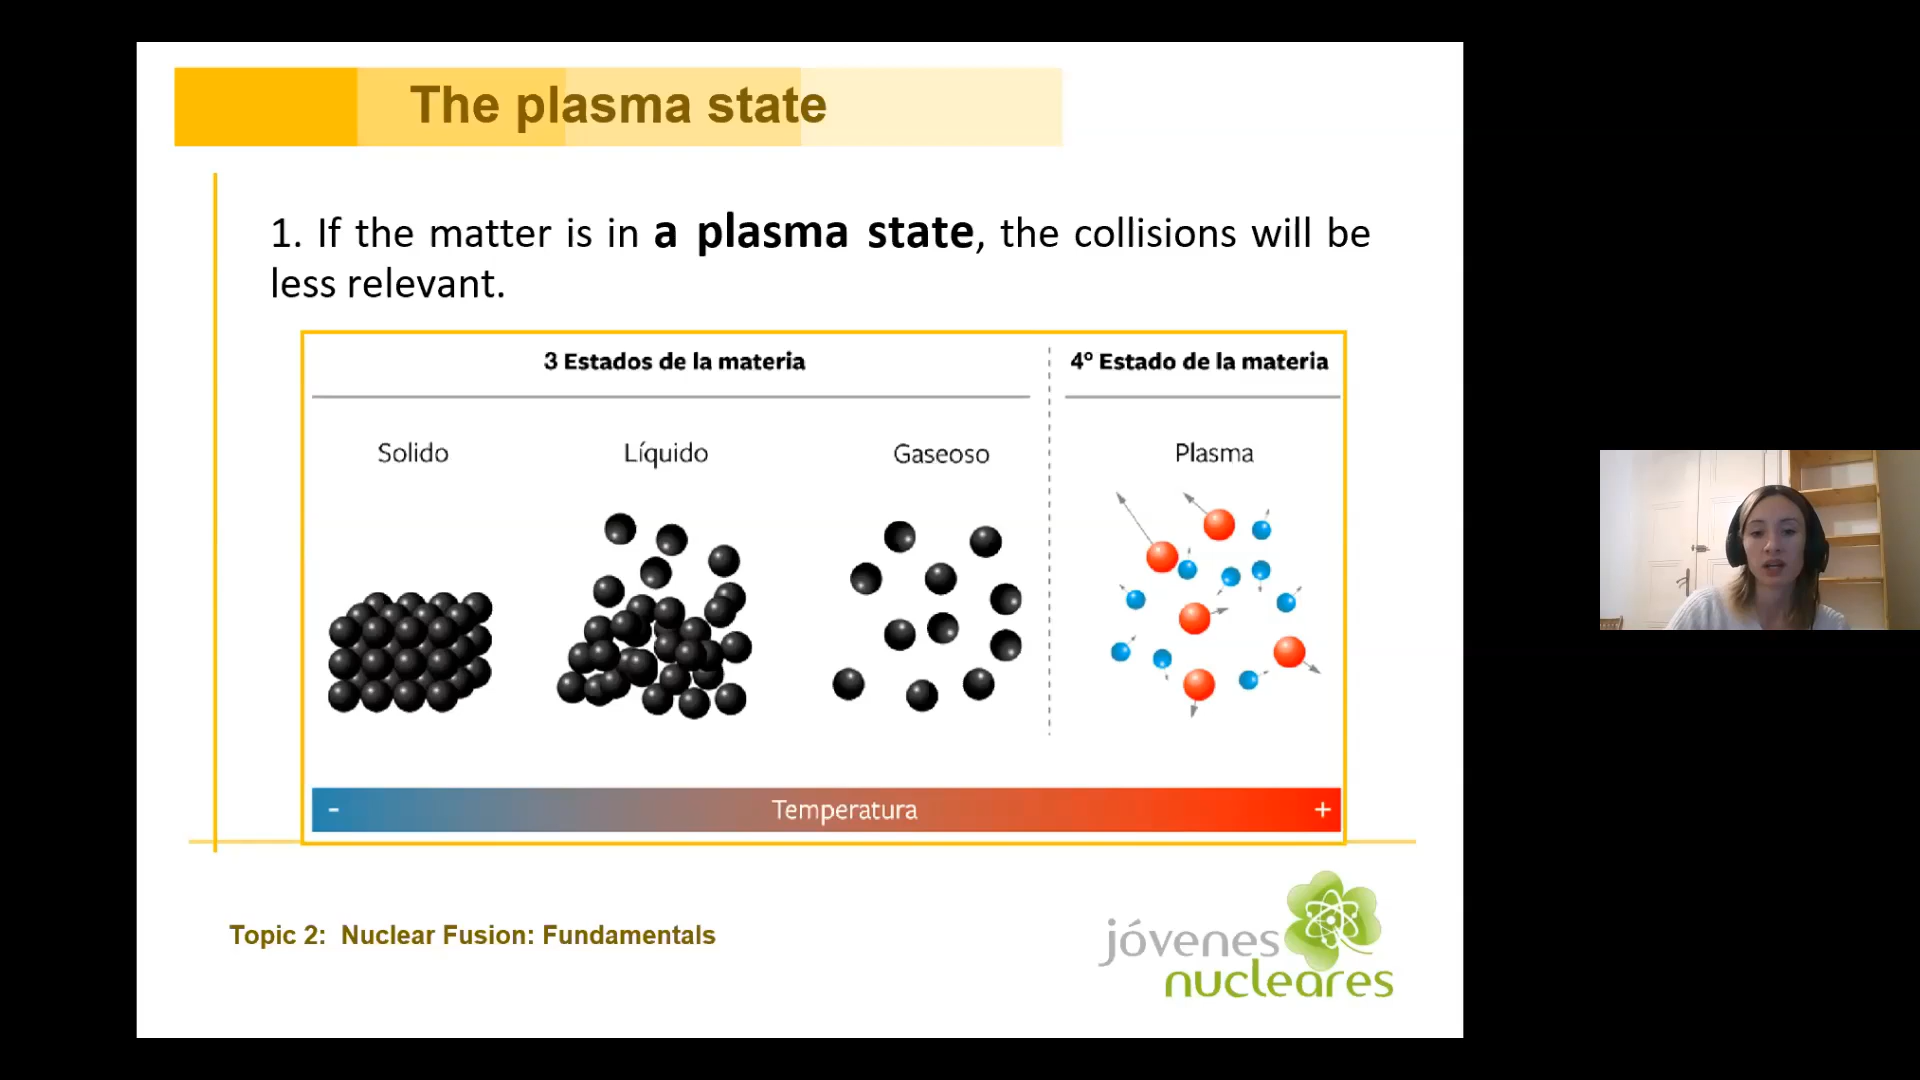 The plasma state
1. If the matter is in a plasma state, the collisions will be
less relevant.
3 Estados de la materia
4º Estado de la materia
Solido
Líquido
Gaseoso
Plasma
- Temperatura +
Topic 2: Nuclear Fusion: Fundamentals
jóvenes
nucleares